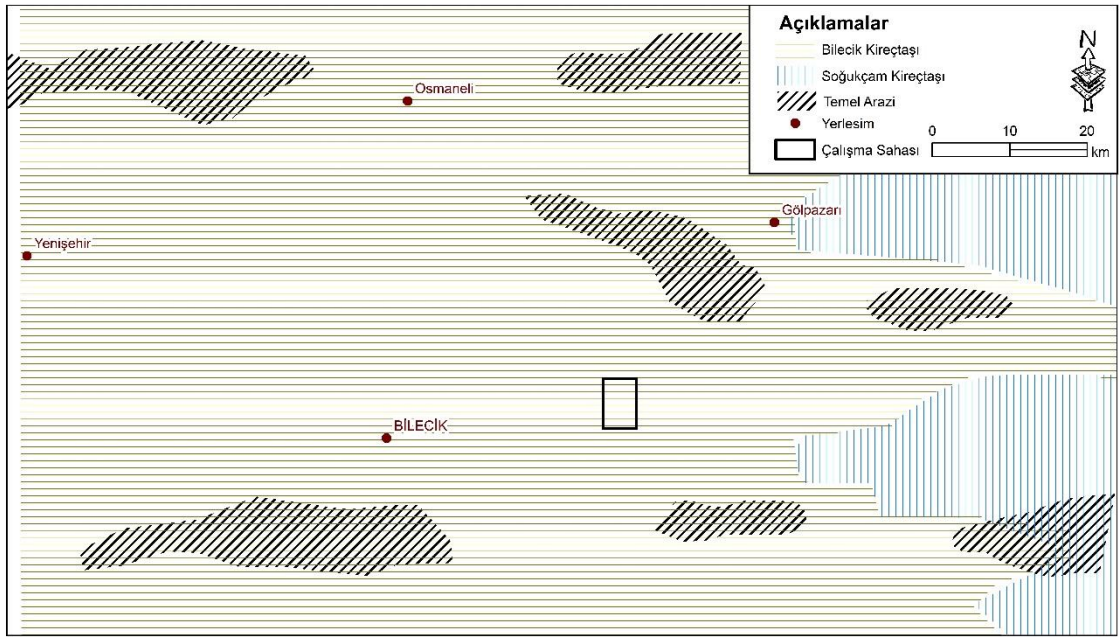 Açıklamalar
Bilecik Kireçtaşı
Soğukçam Kireçtaşı
Temel Arazi
Yerlesim
Çalışma Sahası
N
0 10 20
km
Osmaneli
Gölpazarı
Yenişehir
BİLECİK